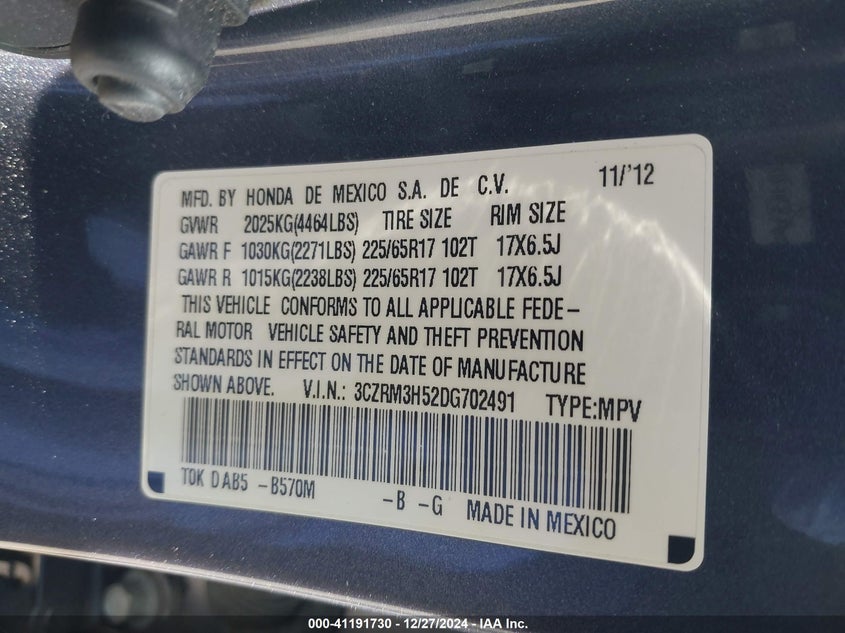 MFD. BY HONDA DE MEXICO S.A. DE C.V. 11/'12
GVWR 2025KG(4464LBS) TIRE SIZE RIM SIZE
GAWR F 1030KG(2271LBS) 225/65R17 102T 17X6.5J
GAWR R 1015KG(2238LBS) 225/65R17 102T 17X6.5J
THIS VEHICLE CONFORMS TO ALL APPLICABLE FEDE–
RAL MOTOR VEHICLE SAFETY AND THEFT PREVENTION
STANDARDS IN EFFECT ON THE DATE OF MANUFACTURE
SHOWN ABOVE. V.I.N.: 3CZRM3H52DG702491 TYPE:MPV
T0K D AB5 –B570M –B –G MADE IN MEXICO
000-41191730 - 12/27/2024 - IAA Inc.